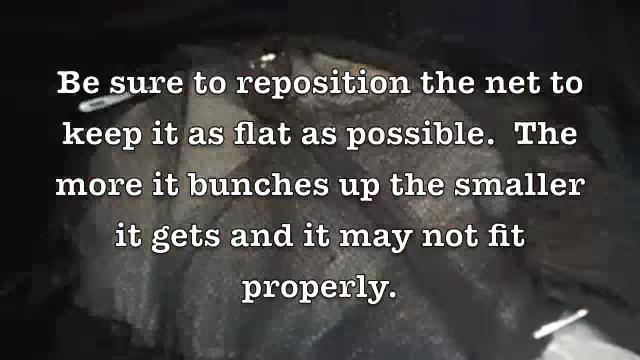 Be sure to reposition the net to
keep it as flat as possible.  The
more it bunches up the smaller
it gets and it may not fit
properly.